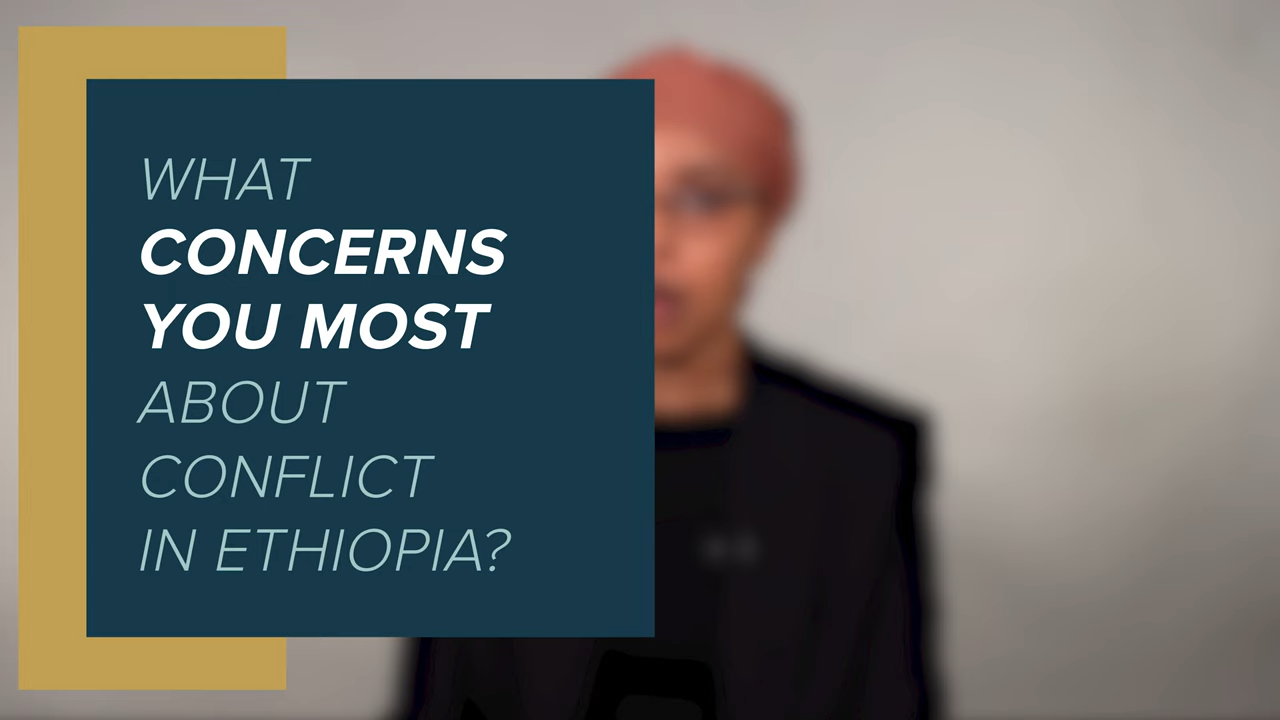 WHAT
CONCERNS
YOU MOST
ABOUT
CONFLICT
IN ETHIOPIA?